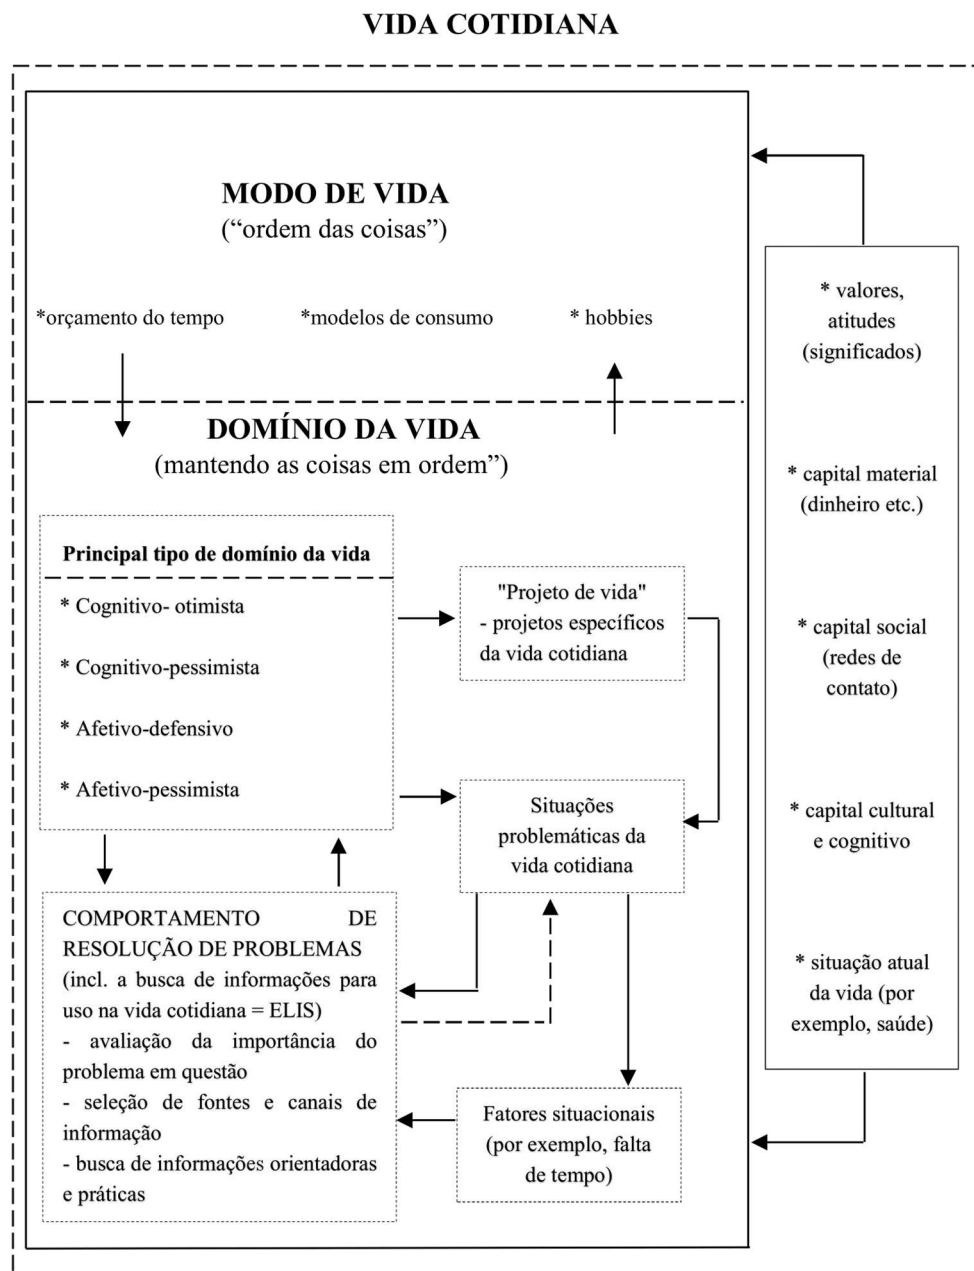 VIDA COTIDIANA
MODO DE VIDA
(“ordem das coisas”)
*orçamento do tempo
*modelos de consumo
* hobbies
DOMÍNIO DA VIDA
(mantendo as coisas em ordem”)
Principal tipo de domínio da vida
* Cognitivo- otimista
* Cognitivo-pessimista
* Afetivo-defensivo
* Afetivo-pessimista
"Projeto de vida"
- projetos específicos
da vida cotidiana
Situações
problemáticas da
vida cotidiana
COMPORTAMENTO DE
RESOLUÇÃO DE PROBLEMAS
(incl. a busca de informações para
uso na vida cotidiana = ELIS)
- avaliação da importância do
problema em questão
- seleção de fontes e canais de
informação
- busca de informações orientadoras
e práticas
Fatores situacionais
(por exemplo, falta
de tempo)
* valores,
atitudes
(significados)
* capital material
(dinheiro etc.)
* capital social
(redes de
contato)
* capital cultural
e cognitivo
* situação atual
da vida (por
exemplo, saúde)